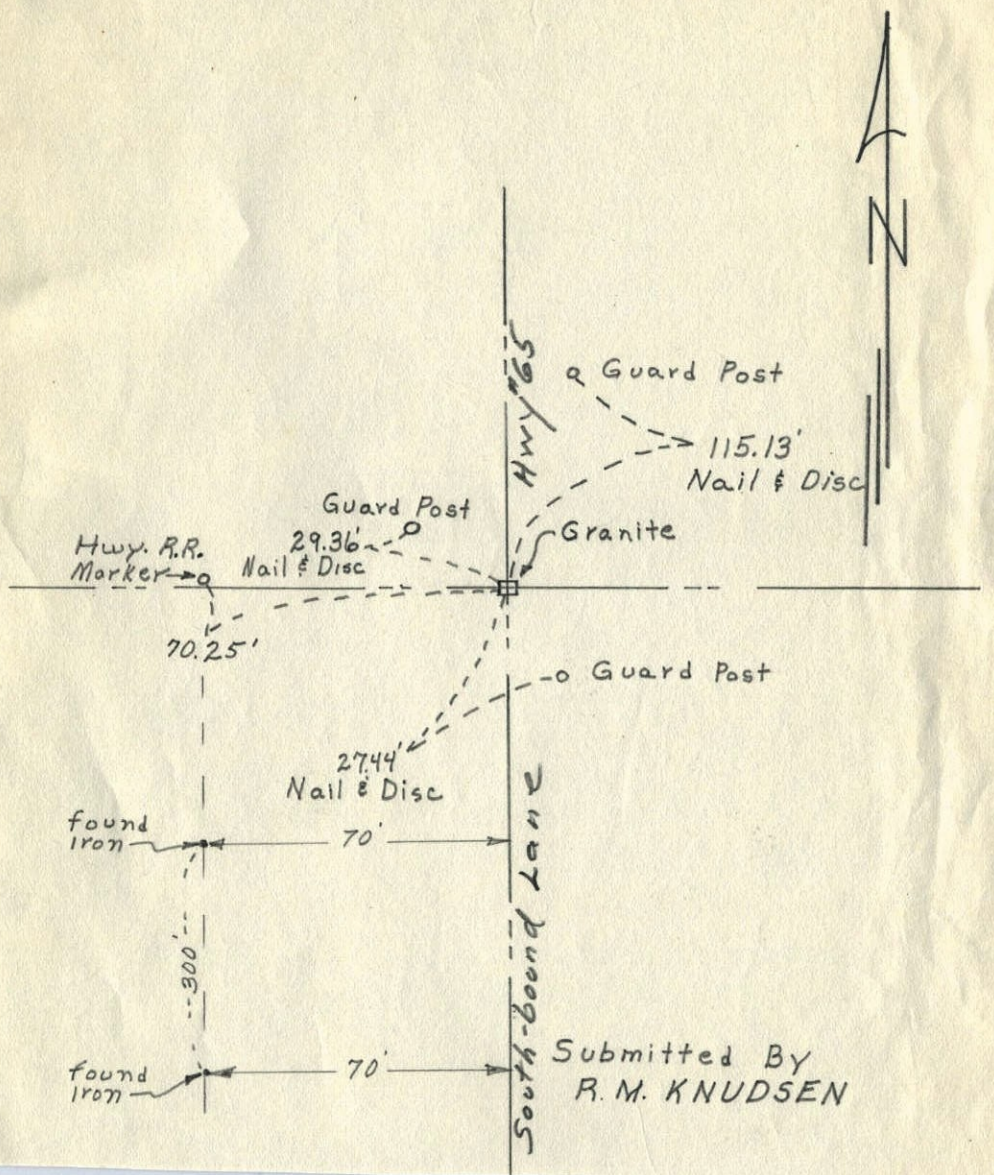 N
Hwy #65
Guard Post
115.13'
Nail & Disc
Guard Post
29.36'
Nail & Disc
Granite
Hwy. R.R.
Marker
70.25'
Guard Post
27.44'
Nail & Disc
found
iron
70'
South-bound Lane
300'
found
iron
70'
Submitted By
R.M. KNUDSEN